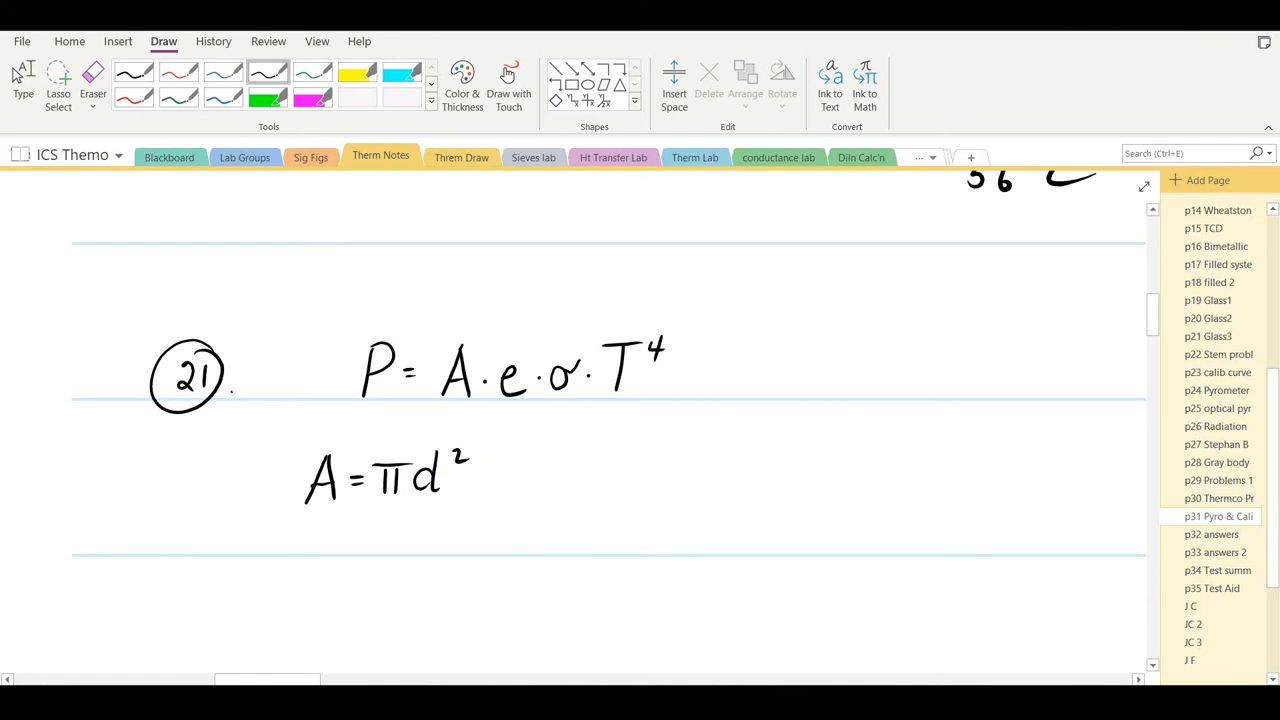 File Home Insert Draw History Review View Help
Type Lasso Select Eraser Color & Thickness Draw with Touch Insert Space Delete Arrange Rotate Ink to Text Ink to Math
Tools Shapes Edit Convert
ICS Themo Blackboard Lab Groups Sig Figs Therm Notes Threm Draw Sieves lab Ht Transfer Lab Therm Lab conductance lab Diln Calc'n ... + Search (Ctrl+E)
36 C
21. P = A · e · σ · T⁴
A = πd²
Add Page
p14 Wheatston
p15 TCD
p16 Bimetallic
p17 Filled syste
p18 filled 2
p19 Glass1
p20 Glass2
p21 Glass3
p22 Stem probl
p23 calib curve
p24 Pyrometer
p25 optical pyr
p26 Radiation
p27 Stephan B
p28 Gray body
p29 Problems 1
p30 Thermco Pr
p31 Pyro & Cali
p32 answers
p33 answers 2
p34 Test summ
p35 Test Aid
J C
JC 2
JC 3
J F